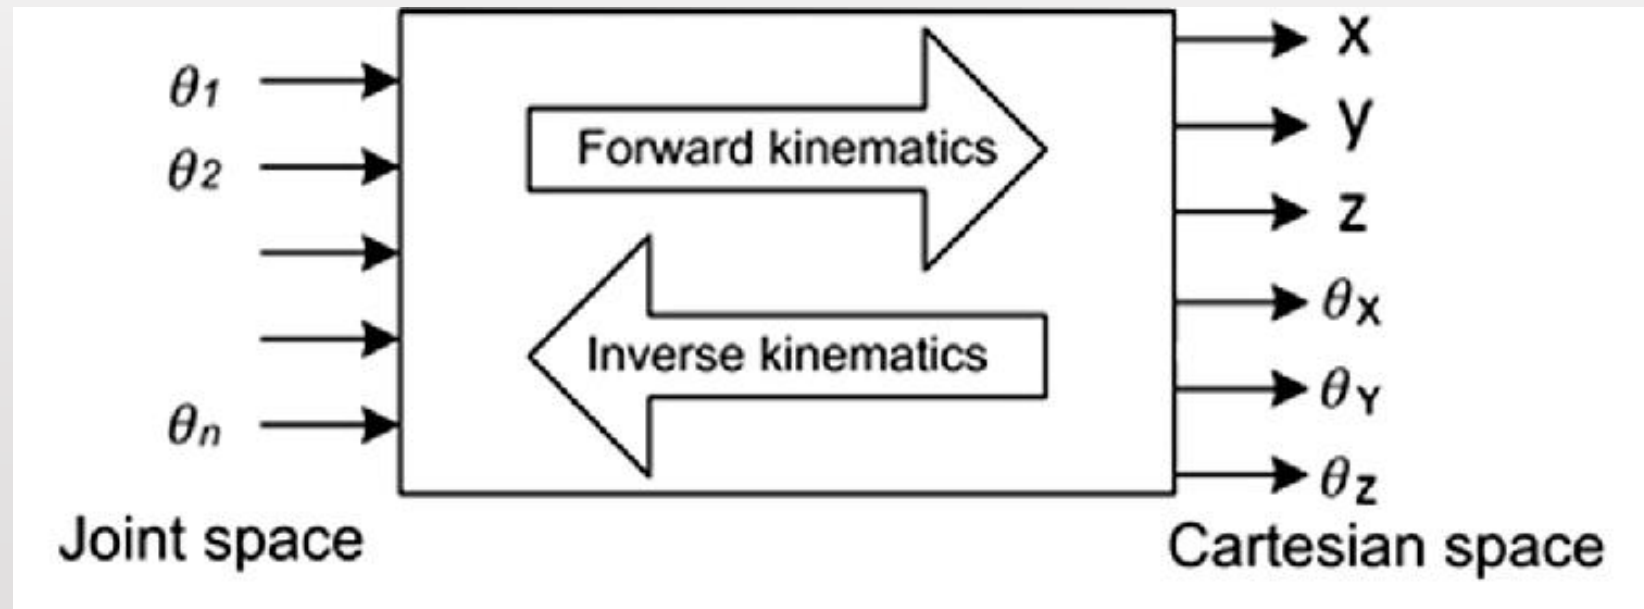 θ1
θ2
θn
Joint space
Forward kinematics
Inverse kinematics
x
y
z
θX
θY
θZ
Cartesian space